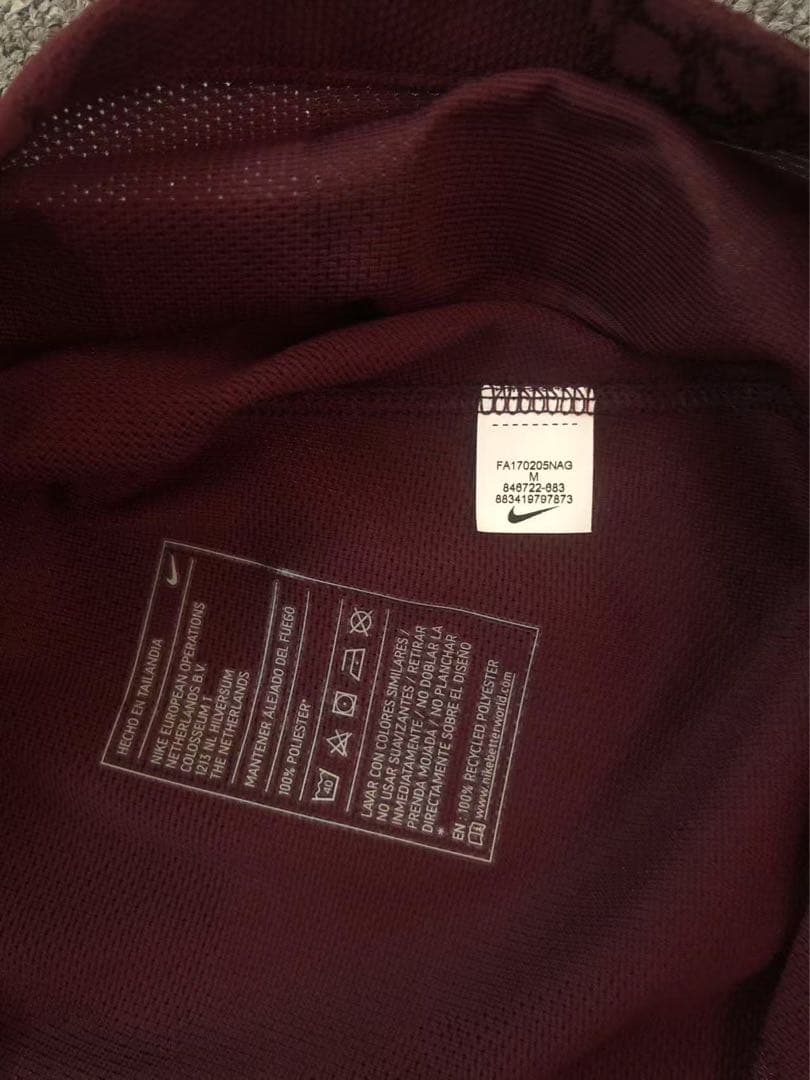 FA170205NAG
M
846722-683
883419797873
HECHO EN TAILANDIA
NIKE EUROPEAN OPERATIONS
NETHERLANDS B.V.
COLOSSEUM 1
1213 NL HILVERSUM
THE NETHERLANDS
MANTENER ALEJADO DEL FUEGO
100% POLIESTER*
40
LAVAR CON COLORES SIMILARES /
NO USAR SUAVIZANTES / RETIRAR
INMEDIATAMENTE / NO DOBLAR LA
PRENDA MOJADA / NO PLANCHAR
DIRECTAMENTE SOBRE EL DISEÑO
*
EN : 100% RECYCLED POLYESTER
www.nikebetterworld.com